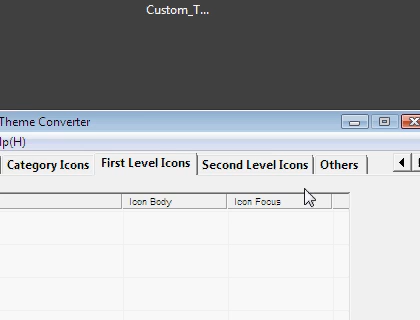 Custom_T...
Theme Converter
lp(H)
Category Icons First Level Icons Second Level Icons Others
Icon Body Icon Focus